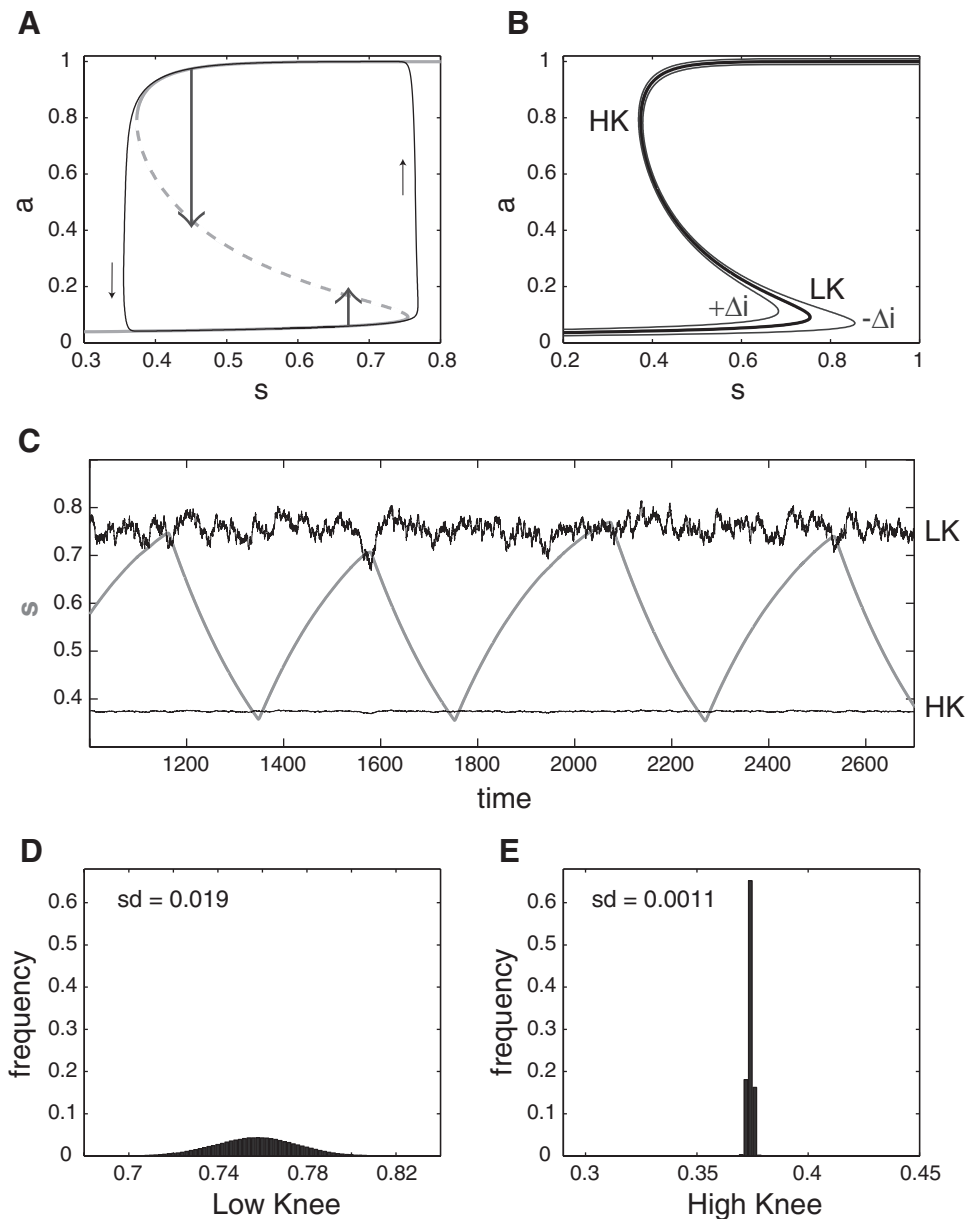 A
B
1
0.8
0.6
0.4
0.2
0
a
0.3
0.4
0.5
0.6
0.7
0.8
s
1
0.8
0.6
0.4
0.2
0
a
HK
LK
+Δi
-Δi
0.2
0.4
0.6
0.8
1
s
C
0.8
0.7
0.6
0.5
0.4
s
LK
HK
1200
1400
1600
1800
2000
2200
2400
2600
time
D
E
sd = 0.019
0.6
0.5
0.4
0.3
0.2
0.1
0
frequency
0.7
0.74
0.78
0.82
Low Knee
sd = 0.0011
0.6
0.5
0.4
0.3
0.2
0.1
0
frequency
0.3
0.35
0.4
0.45
High Knee